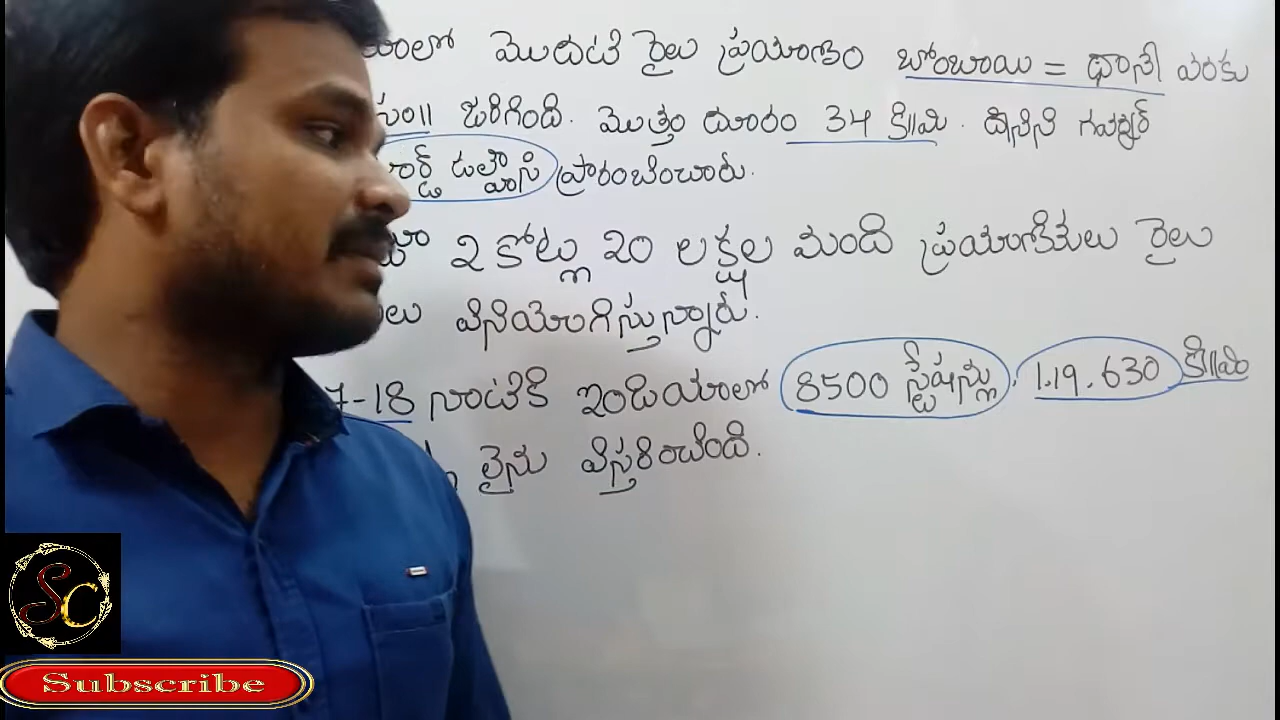 మొదటి రైలు ప్రయాణం బోంబాయి = థానే వరకు
సం॥ జరిగింది. మొత్తం దూరం 34 కి॥మి. దీనిని గవర్నర్
డల్హౌసి ప్రారంభించారు.
2 కోట్ల 20 లక్షల మంది ప్రయాణికులు రైలు
వినియోగిస్తున్నారు.
7-18 నాటికి ఇండియాలో 8500 స్టేషన్లు, 1.19.630 కి॥మి
లైను విస్తరించింది.
SC
Subscribe